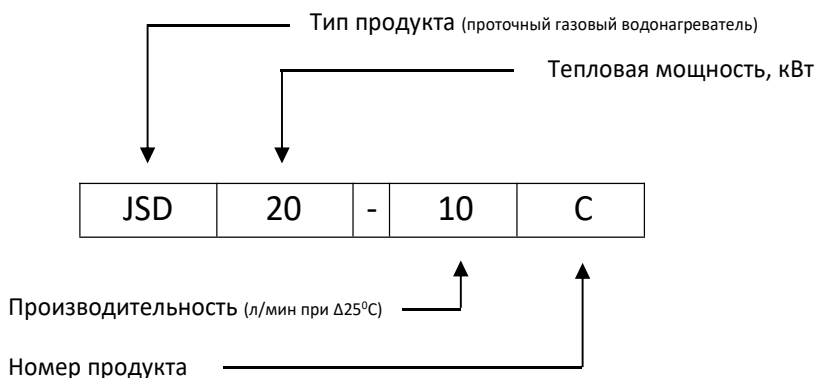 Тип продукта (проточный газовый водонагреватель)
Тепловая мощность, кВт
JSD 20 - 10 C
Производительность (л/мин при Δ25⁰С)
Номер продукта